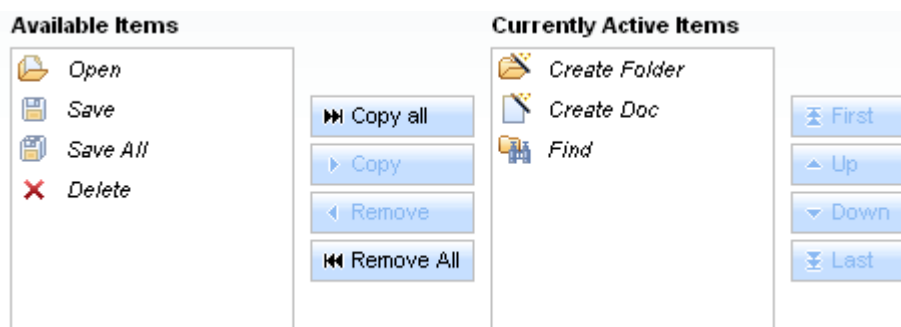 Available Items
Open
Save
Save All
Delete
Copy all
Copy
Remove
Remove All
Currently Active Items
Create Folder
Create Doc
Find
First
Up
Down
Last